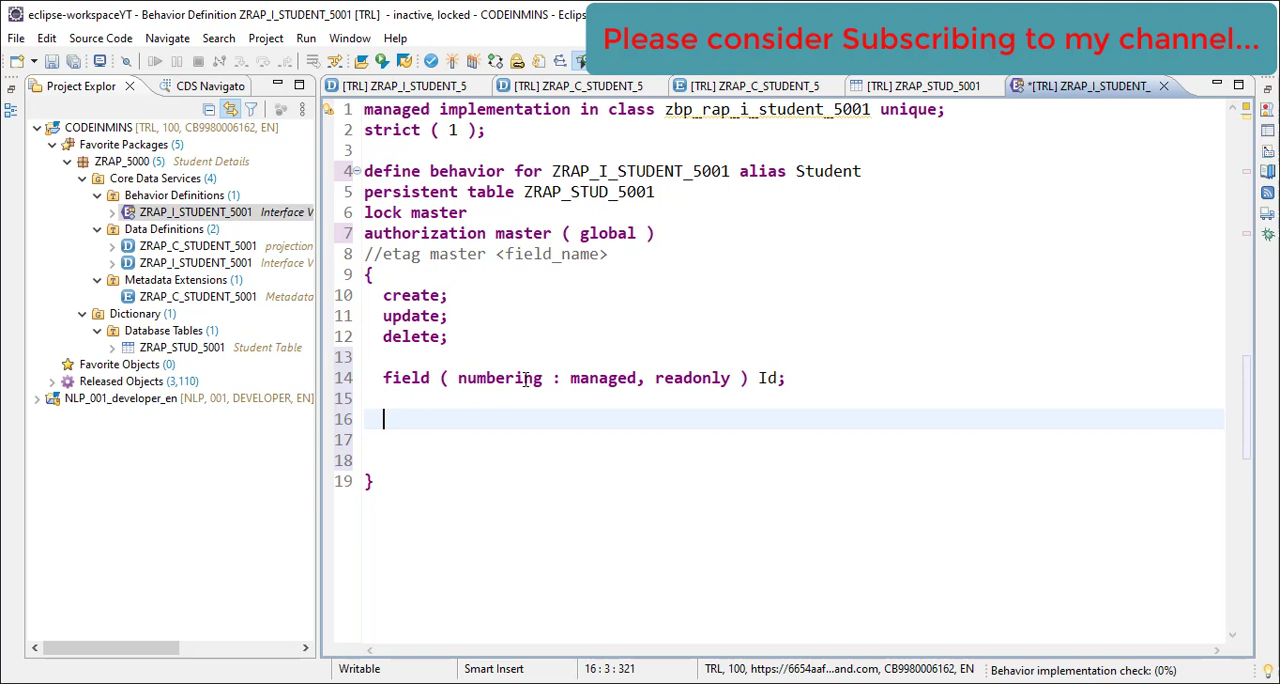 eclipse-workspaceYT - Behavior Definition ZRAP_I_STUDENT_5001 [TRL] - inactive, locked - CODEINMINS - Eclips
Please consider Subscribing to my channel...
File Edit Source Code Navigate Search Project Run Window Help
Project Explor
CDS Navigato
[TRL] ZRAP_I_STUDENT_5
[TRL] ZRAP_C_STUDENT_5
[TRL] ZRAP_C_STUDENT_5
[TRL] ZRAP_STUD_5001
*[TRL] ZRAP_I_STUDENT_
CODEINMINS [TRL, 100, CB9980006162, EN]
Favorite Packages (5)
ZRAP_5000 (5) Student Details
Core Data Services (4)
Behavior Definitions (1)
ZRAP_I_STUDENT_5001 Interface V
Data Definitions (2)
ZRAP_C_STUDENT_5001 projection
ZRAP_I_STUDENT_5001 Interface V
Metadata Extensions (1)
ZRAP_C_STUDENT_5001 Metadata
Dictionary (1)
Database Tables (1)
ZRAP_STUD_5001 Student Table
Favorite Objects (0)
Released Objects (3,110)
NLP_001_developer_en [NLP, 001, DEVELOPER, EN]
1 managed implementation in class zbp_rap_i_student_5001 unique;
2 strict ( 1 );
3
4 define behavior for ZRAP_I_STUDENT_5001 alias Student
5 persistent table ZRAP_STUD_5001
6 lock master
7 authorization master ( global )
8 //etag master <field_name>
9 {
10 create;
11 update;
12 delete;
13
14 field ( numbering : managed, readonly ) Id;
15
16
17
18
19 }
Writable
Smart Insert
16 : 3 : 321
TRL, 100, https://6654aaf...and.com, CB9980006162, EN
Behavior implementation check: (0%)